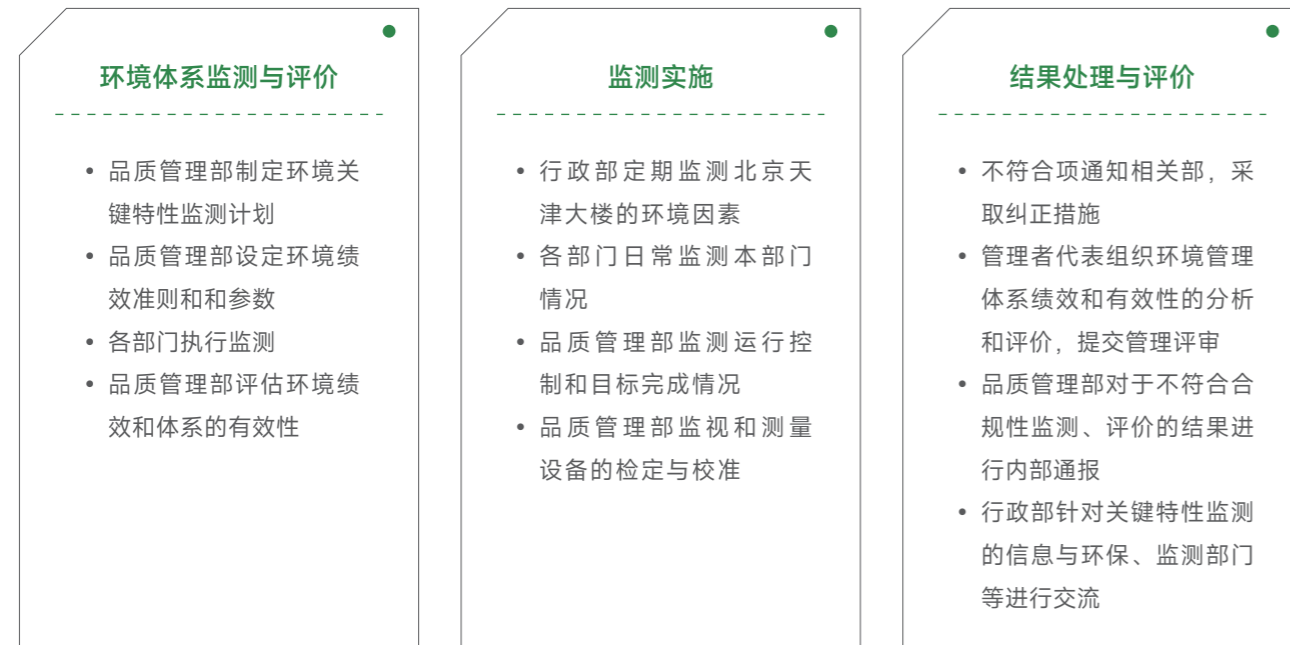 环境体系监测与评价
• 品质管理部制定环境关
键特性监测计划
• 品质管理部设定环境绩
效准则和和参数
• 各部门执行监测
• 品质管理部评估环境绩
效和体系的有效性
监测实施
• 行政部定期监测北京天
津大楼的环境因素
• 各部门日常监测本部门
情况
• 品质管理部监测运行控
制和目标完成情况
• 品质管理部监视和测量
设备的检定与校准
结果处理与评价
• 不符合项通知相关部，采
取纠正措施
• 管理者代表组织环境管理
体系绩效和有效性的分析
和评价，提交管理评审
• 品质管理部对于不符合合
规性监测、评价的结果进
行内部通报
• 行政部针对关键特性监测
的信息与环保、监测部门
等进行交流